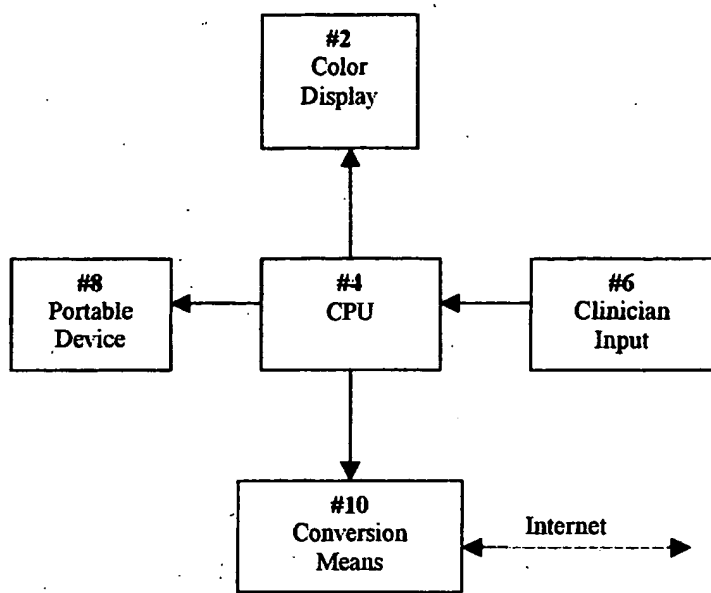 #2
Color
Display
#8
Portable
Device
#4
CPU
#6
Clinician
Input
#10
Conversion
Means
Internet